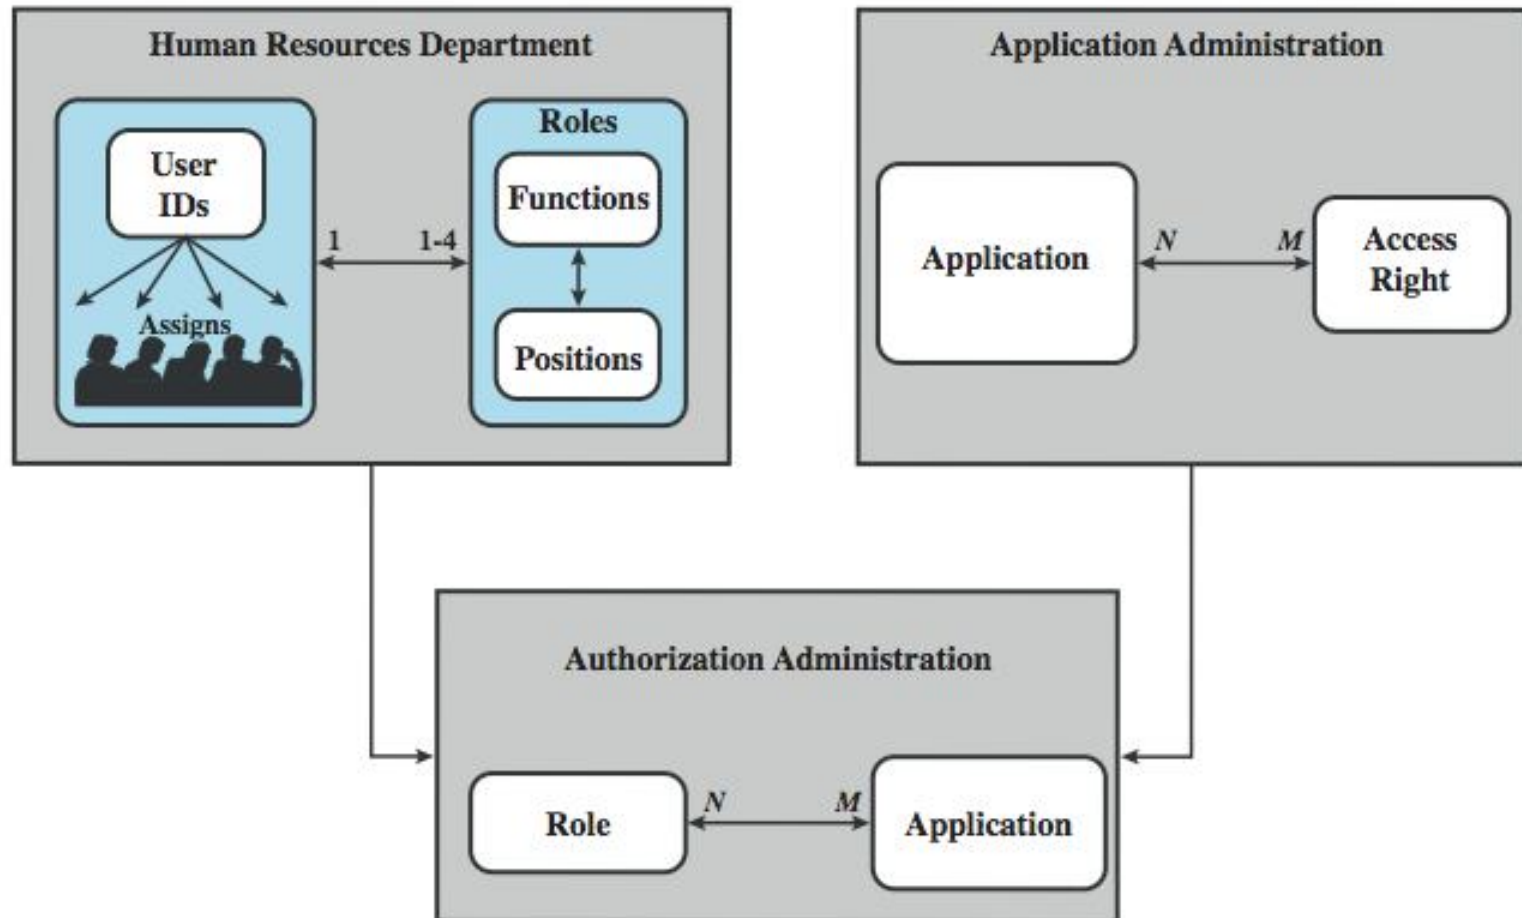 Human Resources Department
User
IDs
Assigns
1
1-4
Roles
Functions
Positions
Application Administration
Application
N
M
Access
Right
Authorization Administration
Role
N
M
Application